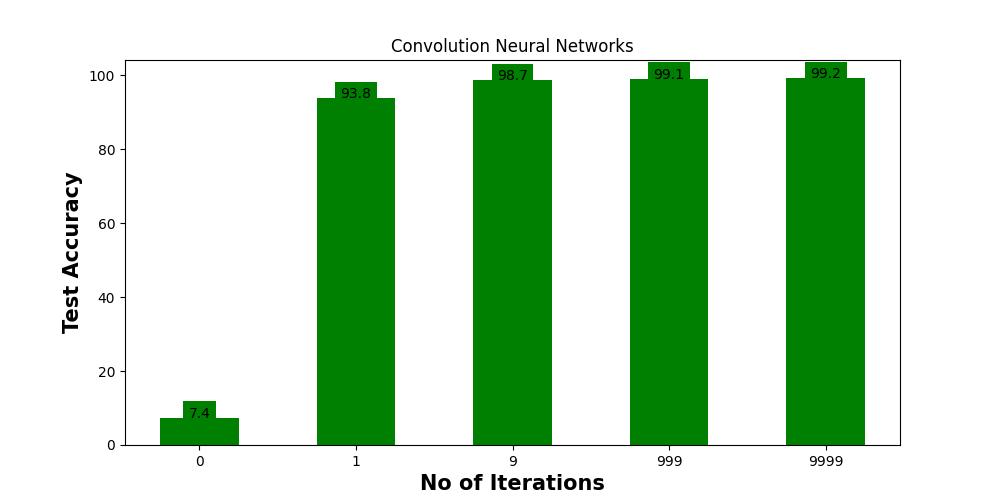 Convolution Neural Networks
100
80
60
40
20
0
Test Accuracy
7.4
93.8
98.7
99.1
99.2
0 1 9 999 9999
No of Iterations